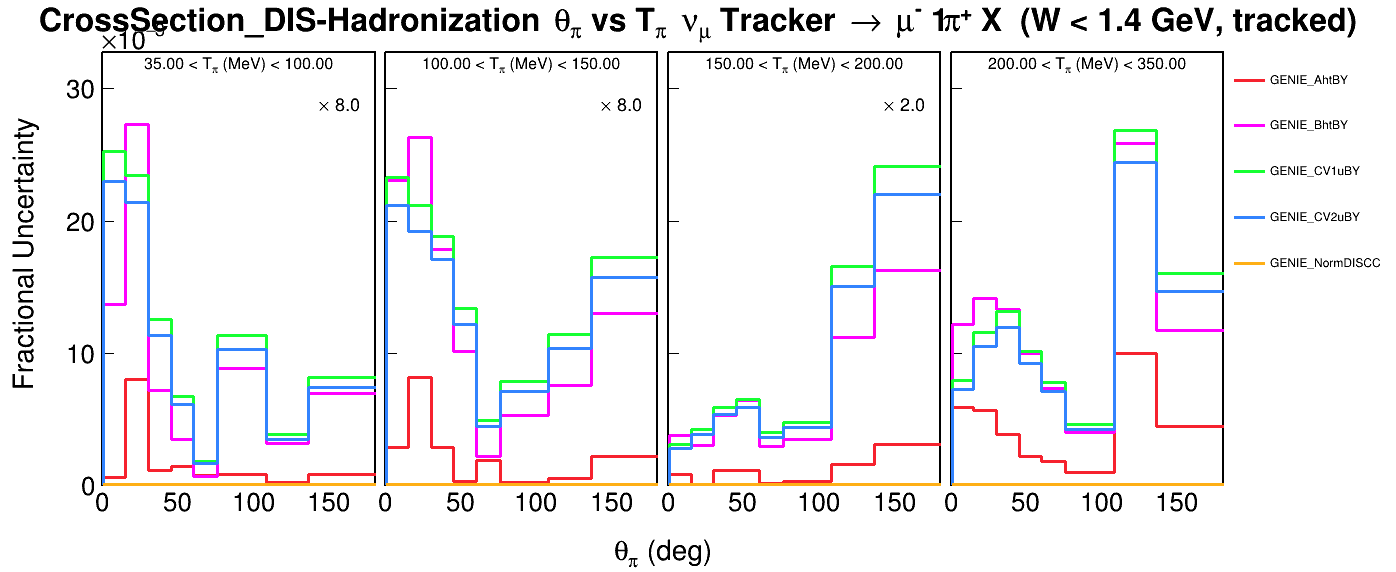 CrossSection_DIS-Hadronization θπ vs Tπ νμ Tracker → μ- 1π+ X (W < 1.4 GeV, tracked)
35.00 < Tπ (MeV) < 100.00
100.00 < Tπ (MeV) < 150.00
150.00 < Tπ (MeV) < 200.00
200.00 < Tπ (MeV) < 350.00
× 8.0
× 8.0
× 2.0
GENIE_AhtBY
GENIE_BhtBY
GENIE_CV1uBY
GENIE_CV2uBY
GENIE_NormDISCC
Fractional Uncertainty
30
20
10
0
0 50 100 150 0 50 100 150 0 50 100 150 0 50 100 150
θπ (deg)